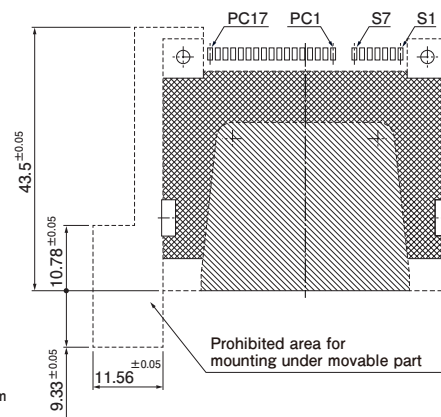 PC17 PC1 S7 S1
43.5±0.05
10.78±0.05
9.33±0.05
11.56±0.05
Prohibited area for
mounting under movable part
m